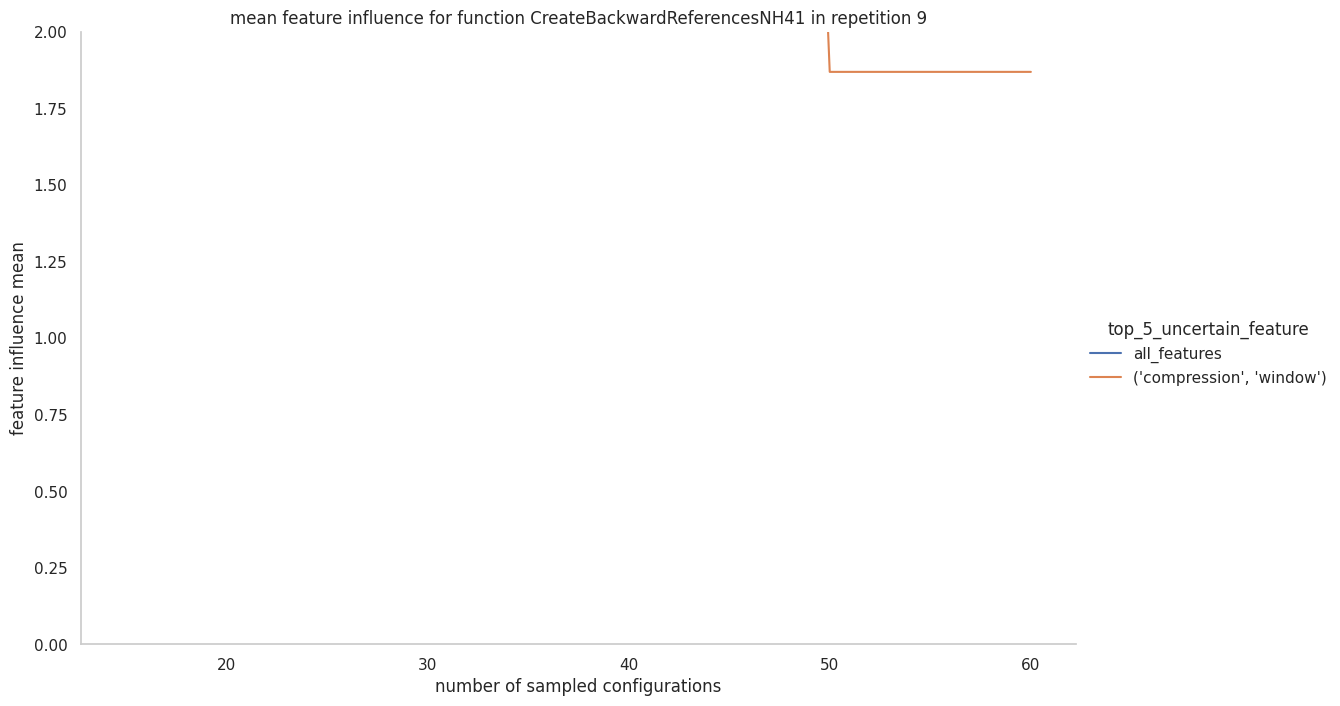 mean feature influence for function CreateBackwardReferencesNH41 in repetition 9
2.00
1.75
1.50
1.25
1.00
0.75
0.50
0.25
0.00
feature influence mean
20 30 40 50 60
number of sampled configurations
top_5_uncertain_feature
all_features
('compression', 'window')